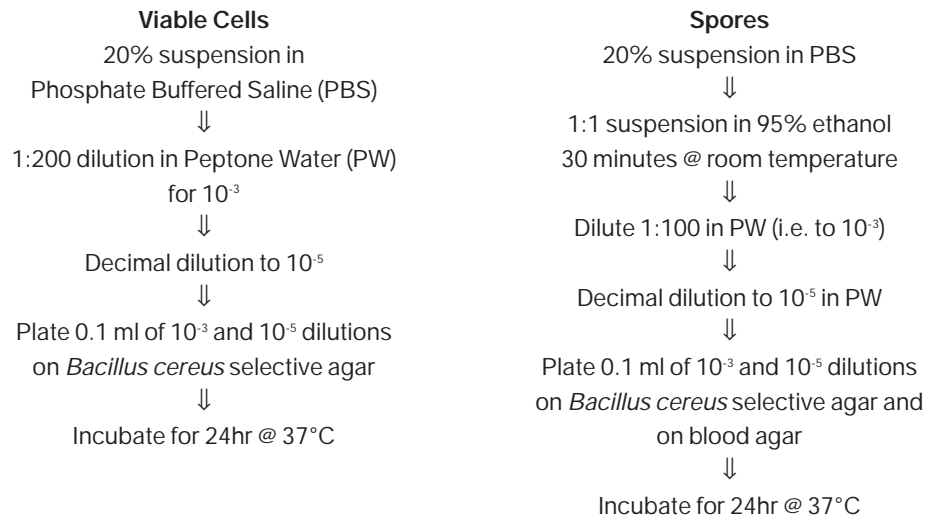 Viable Cells
20% suspension in
Phosphate Buffered Saline (PBS)
⇓
1:200 dilution in Peptone Water (PW)
for 10⁻³
⇓
Decimal dilution to 10⁻⁵
⇓
Plate 0.1 ml of 10⁻³ and 10⁻⁵ dilutions
on Bacillus cereus selective agar
⇓
Incubate for 24hr @ 37°C
Spores
20% suspension in PBS
⇓
1:1 suspension in 95% ethanol
30 minutes @ room temperature
⇓
Dilute 1:100 in PW (i.e. to 10⁻³)
⇓
Decimal dilution to 10⁻⁵ in PW
⇓
Plate 0.1 ml of 10⁻³ and 10⁻⁵ dilutions
on Bacillus cereus selective agar and
on blood agar
⇓
Incubate for 24hr @ 37°C